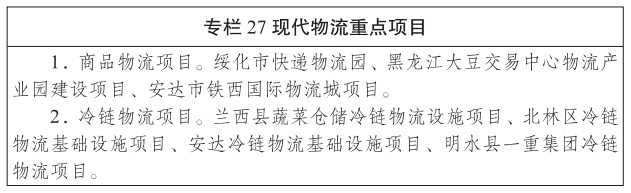 专栏 27 现代物流重点项目
1. 商品物流项目。绥化市快递物流园、黑龙江大豆交易中心物流产
业园建设项目、安达市铁西国际物流城项目。
2. 冷链物流项目。兰西县蔬菜仓储冷链物流设施项目、北林区冷链
物流基础设施项目、安达冷链物流基础设施项目、明水县一重集团冷链
物流项目。